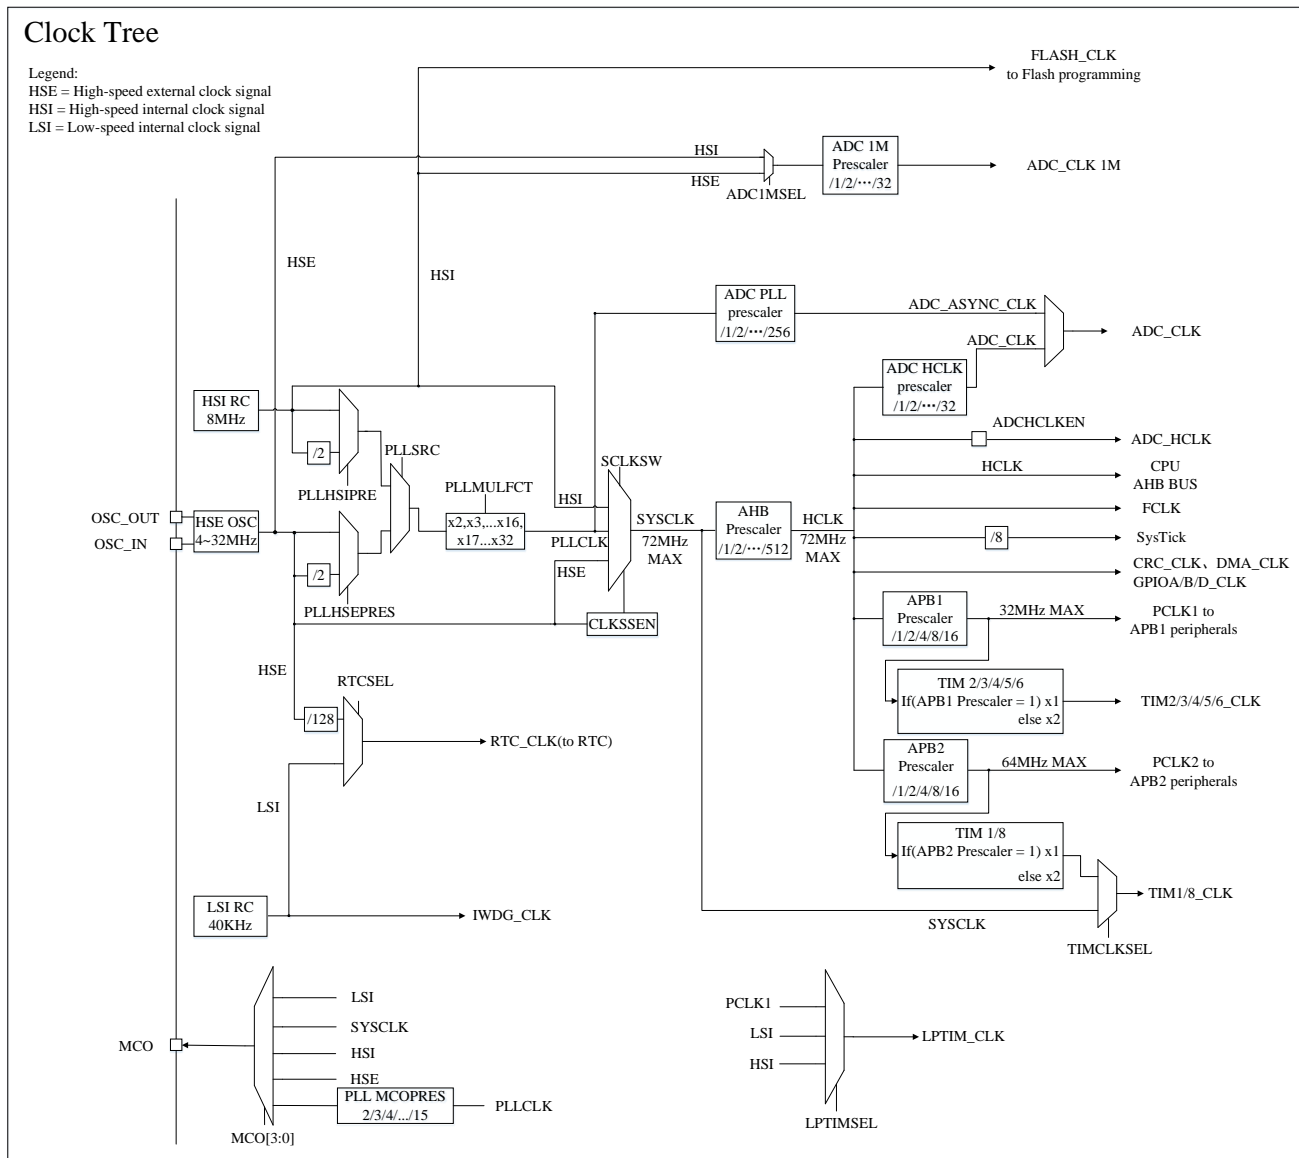 Clock Tree
Legend:
HSE = High-speed external clock signal
HSI = High-speed internal clock signal
LSI = Low-speed internal clock signal
FLASH_CLK
to Flash programming
HSI
HSE
ADC1MSEL
ADC 1M
Prescaler
/1/2/···/32
ADC_CLK 1M
HSE
HSI
ADC PLL
prescaler
/1/2/···/256
ADC_ASYNC_CLK
ADC_CLK
ADC_CLK
ADC HCLK
prescaler
/1/2/···/32
HSI RC
8MHz
/2
PLLHSIPRE
PLLSRC
PLLMULFCT
x2,x3,...x16,
x17...x32
SCLKSW
HSI
PLLCLK
HSE
SYSCLK
72MHz
MAX
AHB
Prescaler
/1/2/···/512
HCLK
72MHz
MAX
ADCHCLKEN
ADC_HCLK
HCLK
CPU
AHB BUS
FCLK
/8
SysTick
CRC_CLK、DMA_CLK
GPIOA/B/D_CLK
OSC_OUT
OSC_IN
HSE OSC
4~32MHz
/2
PLLHSEPRES
CLKSSEN
APB1
Prescaler
/1/2/4/8/16
32MHz MAX
PCLK1 to
APB1 peripherals
TIM 2/3/4/5/6
If(APB1 Prescaler = 1) x1
else x2
TIM2/3/4/5/6_CLK
HSE
RTCSEL
/128
RTC_CLK(to RTC)
LSI
APB2
Prescaler
/1/2/4/8/16
64MHz MAX
PCLK2 to
APB2 peripherals
TIM 1/8
If(APB2 Prescaler = 1) x1
else x2
TIM1/8_CLK
SYSCLK
TIMCLKSEL
LSI RC
40KHz
IWDG_CLK
MCO
LSI
SYSCLK
HSI
HSE
PLL MCOPRES
2/3/4/.../15
PLLCLK
MCO[3:0]
PCLK1
LSI
HSI
LPTIM_CLK
LPTIMSEL